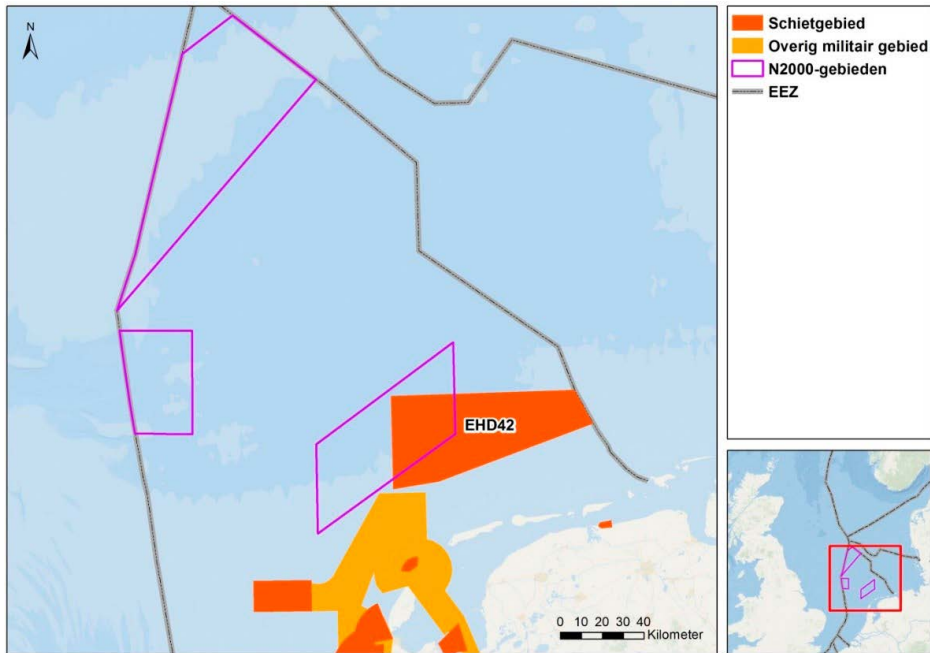 N
Schietgebied
Overig militair gebied
N2000-gebieden
EEZ
EHD42
0 10 20 30 40
Kilometer